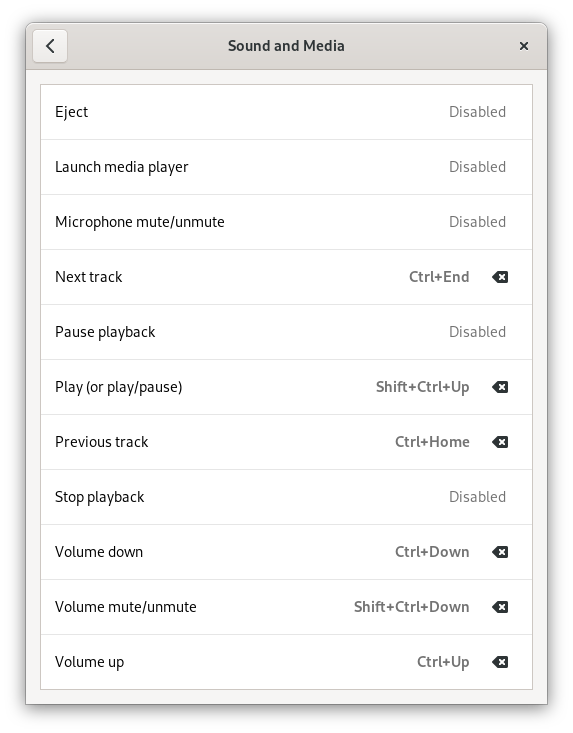 Sound and Media
Eject Disabled
Launch media player Disabled
Microphone mute/unmute Disabled
Next track Ctrl+End
Pause playback Disabled
Play (or play/pause) Shift+Ctrl+Up
Previous track Ctrl+Home
Stop playback Disabled
Volume down Ctrl+Down
Volume mute/unmute Shift+Ctrl+Down
Volume up Ctrl+Up